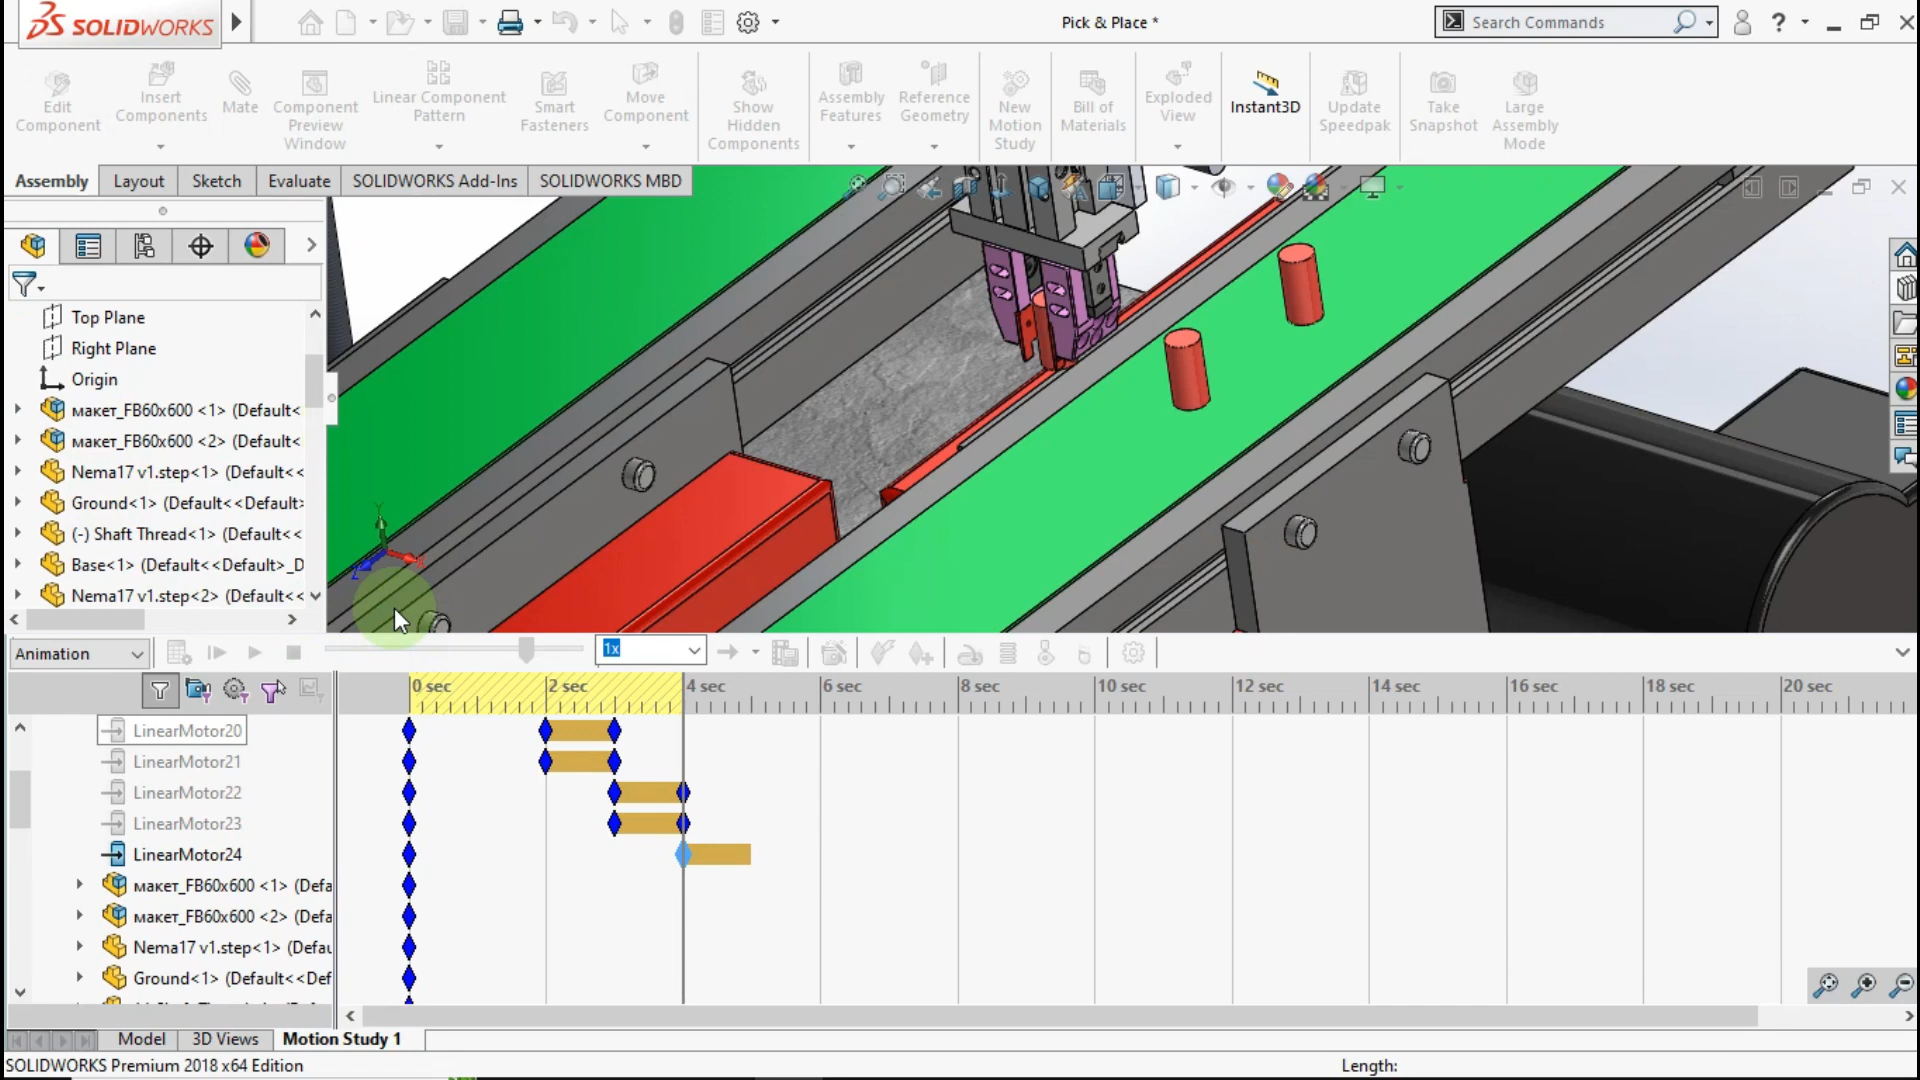 SOLIDWORKS
Pick & Place *
Search Commands
?
Edit
Component
Insert
Components
Mate
Component
Preview
Window
Linear Component
Pattern
Smart
Fasteners
Move
Component
Show
Hidden
Components
Assembly
Features
Reference
Geometry
New
Motion
Study
Bill of
Materials
Exploded
View
Instant3D
Update
Speedpak
Take
Snapshot
Large
Assembly
Mode
Assembly
Layout
Sketch
Evaluate
SOLIDWORKS Add-Ins
SOLIDWORKS MBD
Top Plane
Right Plane
Origin
макет_FB60x600 <1> (Default<
макет_FB60x600 <2> (Default<
Nema17 v1.step<1> (Default<<
Ground<1> (Default<<Default>
(-) Shaft Thread<1> (Default<<
Base<1> (Default<<Default>_D
Nema17 v1.step<2> (Default<<
Y
X
Z
Animation
1x
0 sec
2 sec
4 sec
6 sec
8 sec
10 sec
12 sec
14 sec
16 sec
18 sec
20 sec
LinearMotor20
LinearMotor21
LinearMotor22
LinearMotor23
LinearMotor24
макет_FB60x600 <1> (Defa
макет_FB60x600 <2> (Defa
Nema17 v1.step<1> (Defau
Ground<1> (Default<<Def
Model
3D Views
Motion Study 1
SOLIDWORKS Premium 2018 x64 Edition
Length: